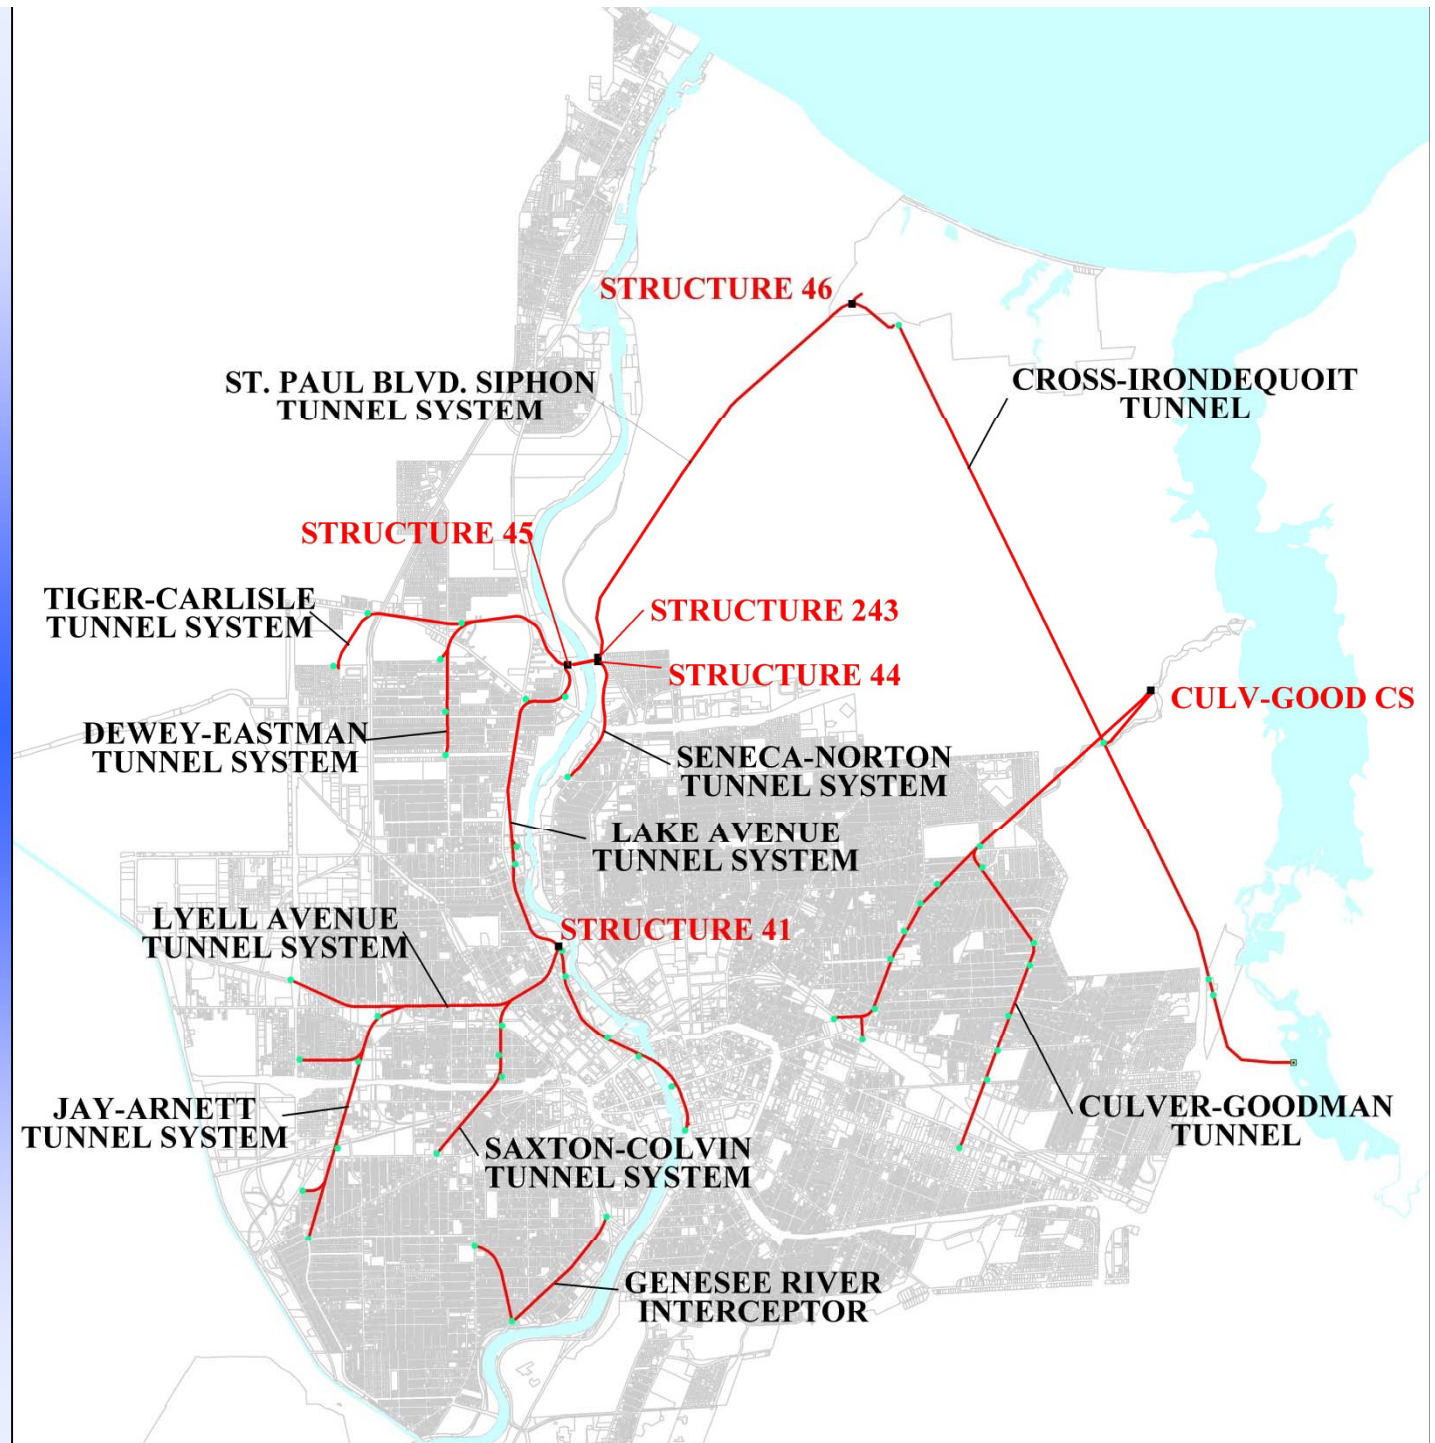 STRUCTURE 46
ST. PAUL BLVD. SIPHON
TUNNEL SYSTEM
CROSS-IRONDEQUOIT
TUNNEL
STRUCTURE 45
TIGER-CARLISLE
TUNNEL SYSTEM
STRUCTURE 243
STRUCTURE 44
CULV-GOOD CS
DEWEY-EASTMAN
TUNNEL SYSTEM
SENECA-NORTON
TUNNEL SYSTEM
LAKE AVENUE
TUNNEL SYSTEM
LYELL AVENUE
TUNNEL SYSTEM
STRUCTURE 41
JAY-ARNETT
TUNNEL SYSTEM
SAXTON-COLVIN
TUNNEL SYSTEM
CULVER-GOODMAN
TUNNEL
GENESEE RIVER
INTERCEPTOR